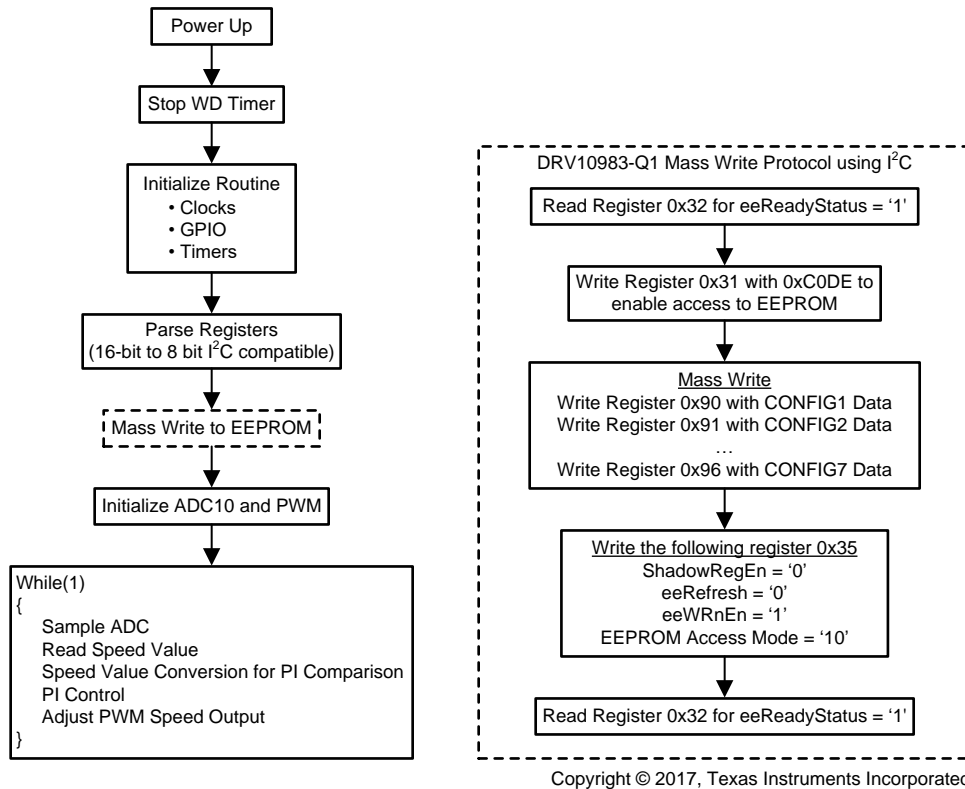 Power Up
Stop WD Timer
Initialize Routine
• Clocks
• GPIO
• Timers
Parse Registers
(16-bit to 8 bit I²C compatible)
Mass Write to EEPROM
Initialize ADC10 and PWM
While(1)
{
Sample ADC
Read Speed Value
Speed Value Conversion for PI Comparison
PI Control
Adjust PWM Speed Output
}
DRV10983-Q1 Mass Write Protocol using I²C
Read Register 0x32 for eeReadyStatus = ‘1’
Write Register 0x31 with 0xC0DE to
enable access to EEPROM
Mass Write
Write Register 0x90 with CONFIG1 Data
Write Register 0x91 with CONFIG2 Data
…
Write Register 0x96 with CONFIG7 Data
Write the following register 0x35
ShadowRegEn = ‘0’
eeRefresh = ‘0’
eeWRnEn = ‘1’
EEPROM Access Mode = ‘10’
Read Register 0x32 for eeReadyStatus = ‘1’
Copyright © 2017, Texas Instruments Incorporated